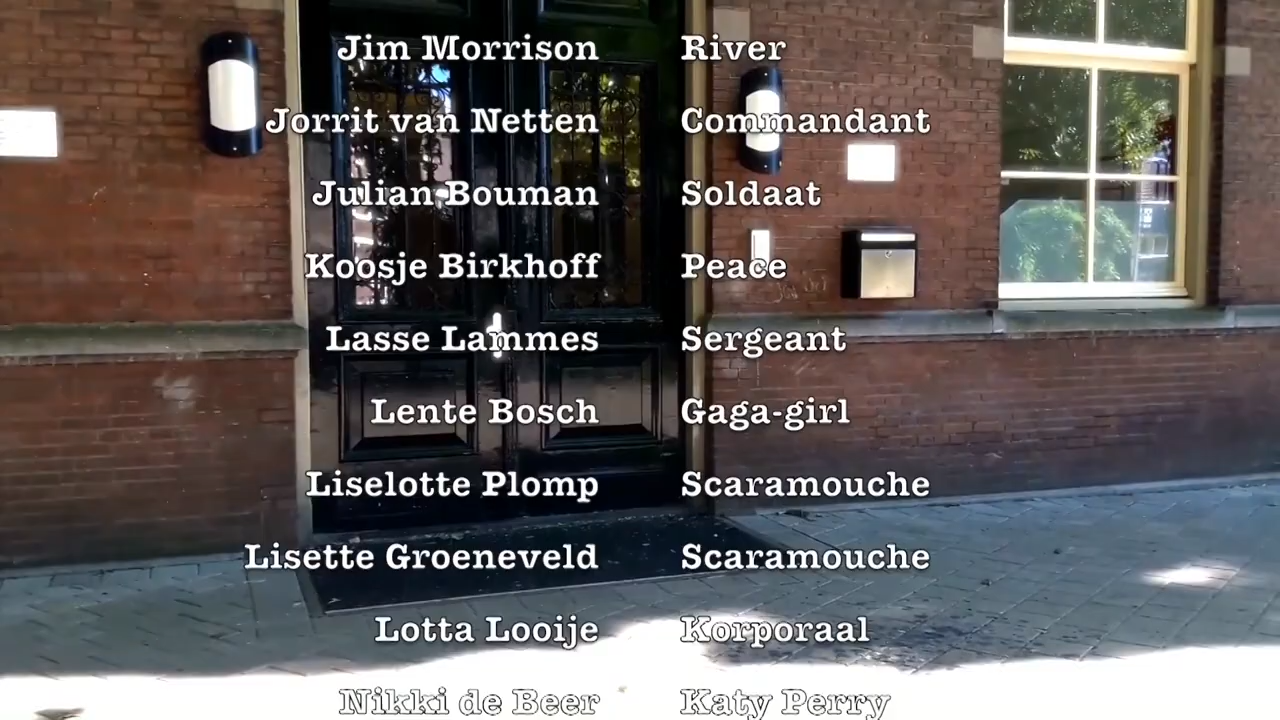 Jim Morrison River
Jorrit van Netten Commandant
Julian Bouman Soldaat
Koosje Birkhoff Peace
Lasse Lammes Sergeant
Lente Bosch Gaga-girl
Liselotte Plomp Scaramouche
Lisette Groeneveld Scaramouche
Lotta Looije Korporaal
Nikki de Beer Katy Perry